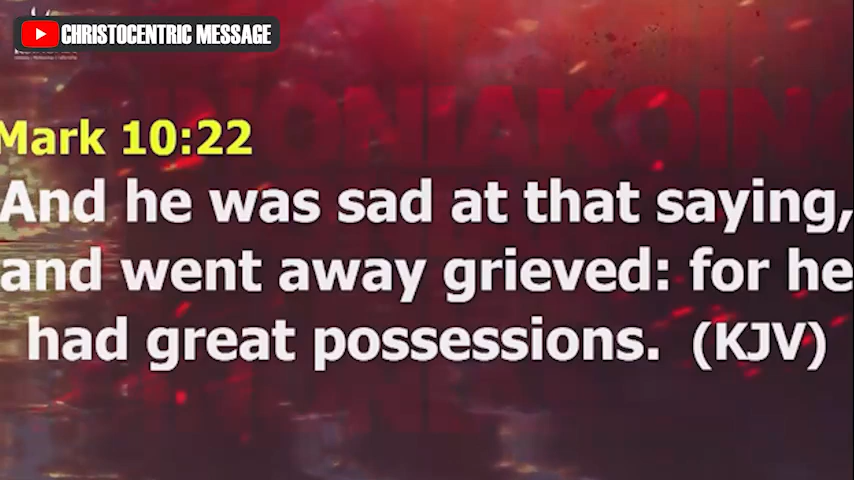 CHRISTOCENTRIC MESSAGE
Mark 10:22
And he was sad at that saying,
and went away grieved: for he
had great possessions. (KJV)